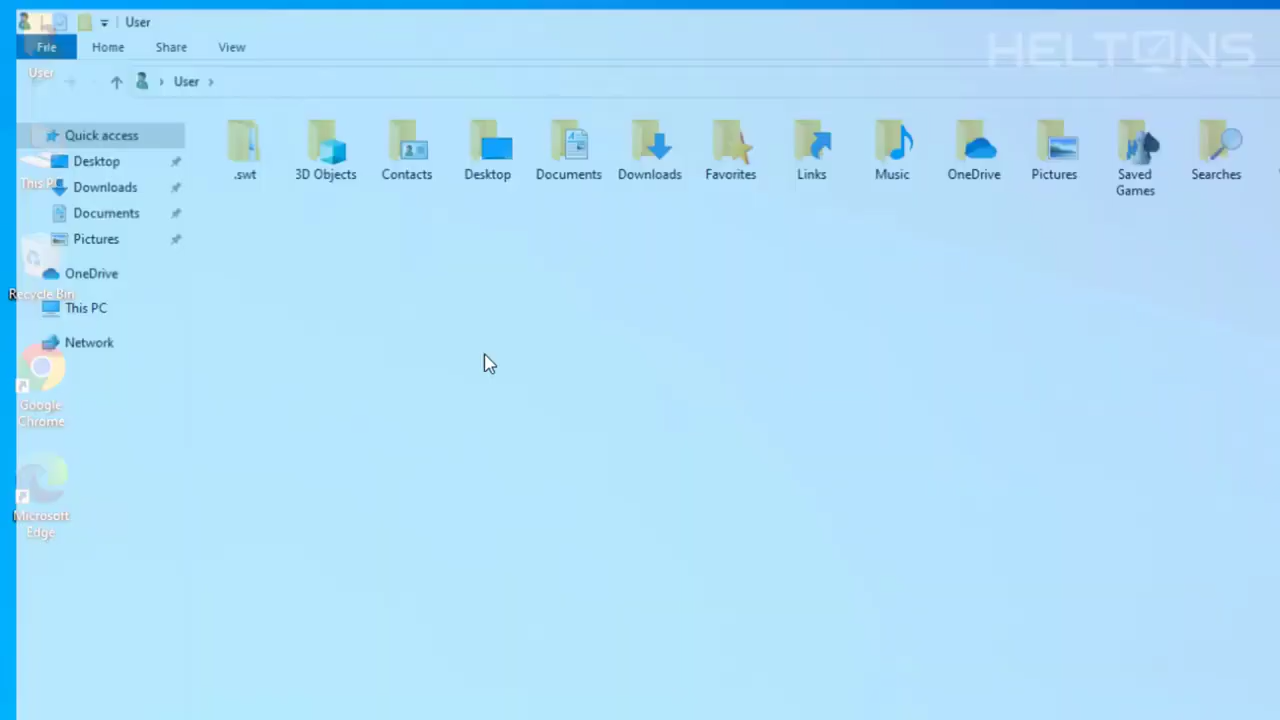 User
HELTONS
File Home Share View
User
User
Quick access
Desktop
This PC
Downloads
Documents
Pictures
OneDrive
Recycle Bin
This PC
Network
Google
Chrome
Microsoft
Edge
.swt
3D Objects
Contacts
Desktop
Documents
Downloads
Favorites
Links
Music
OneDrive
Pictures
Saved
Games
Searches